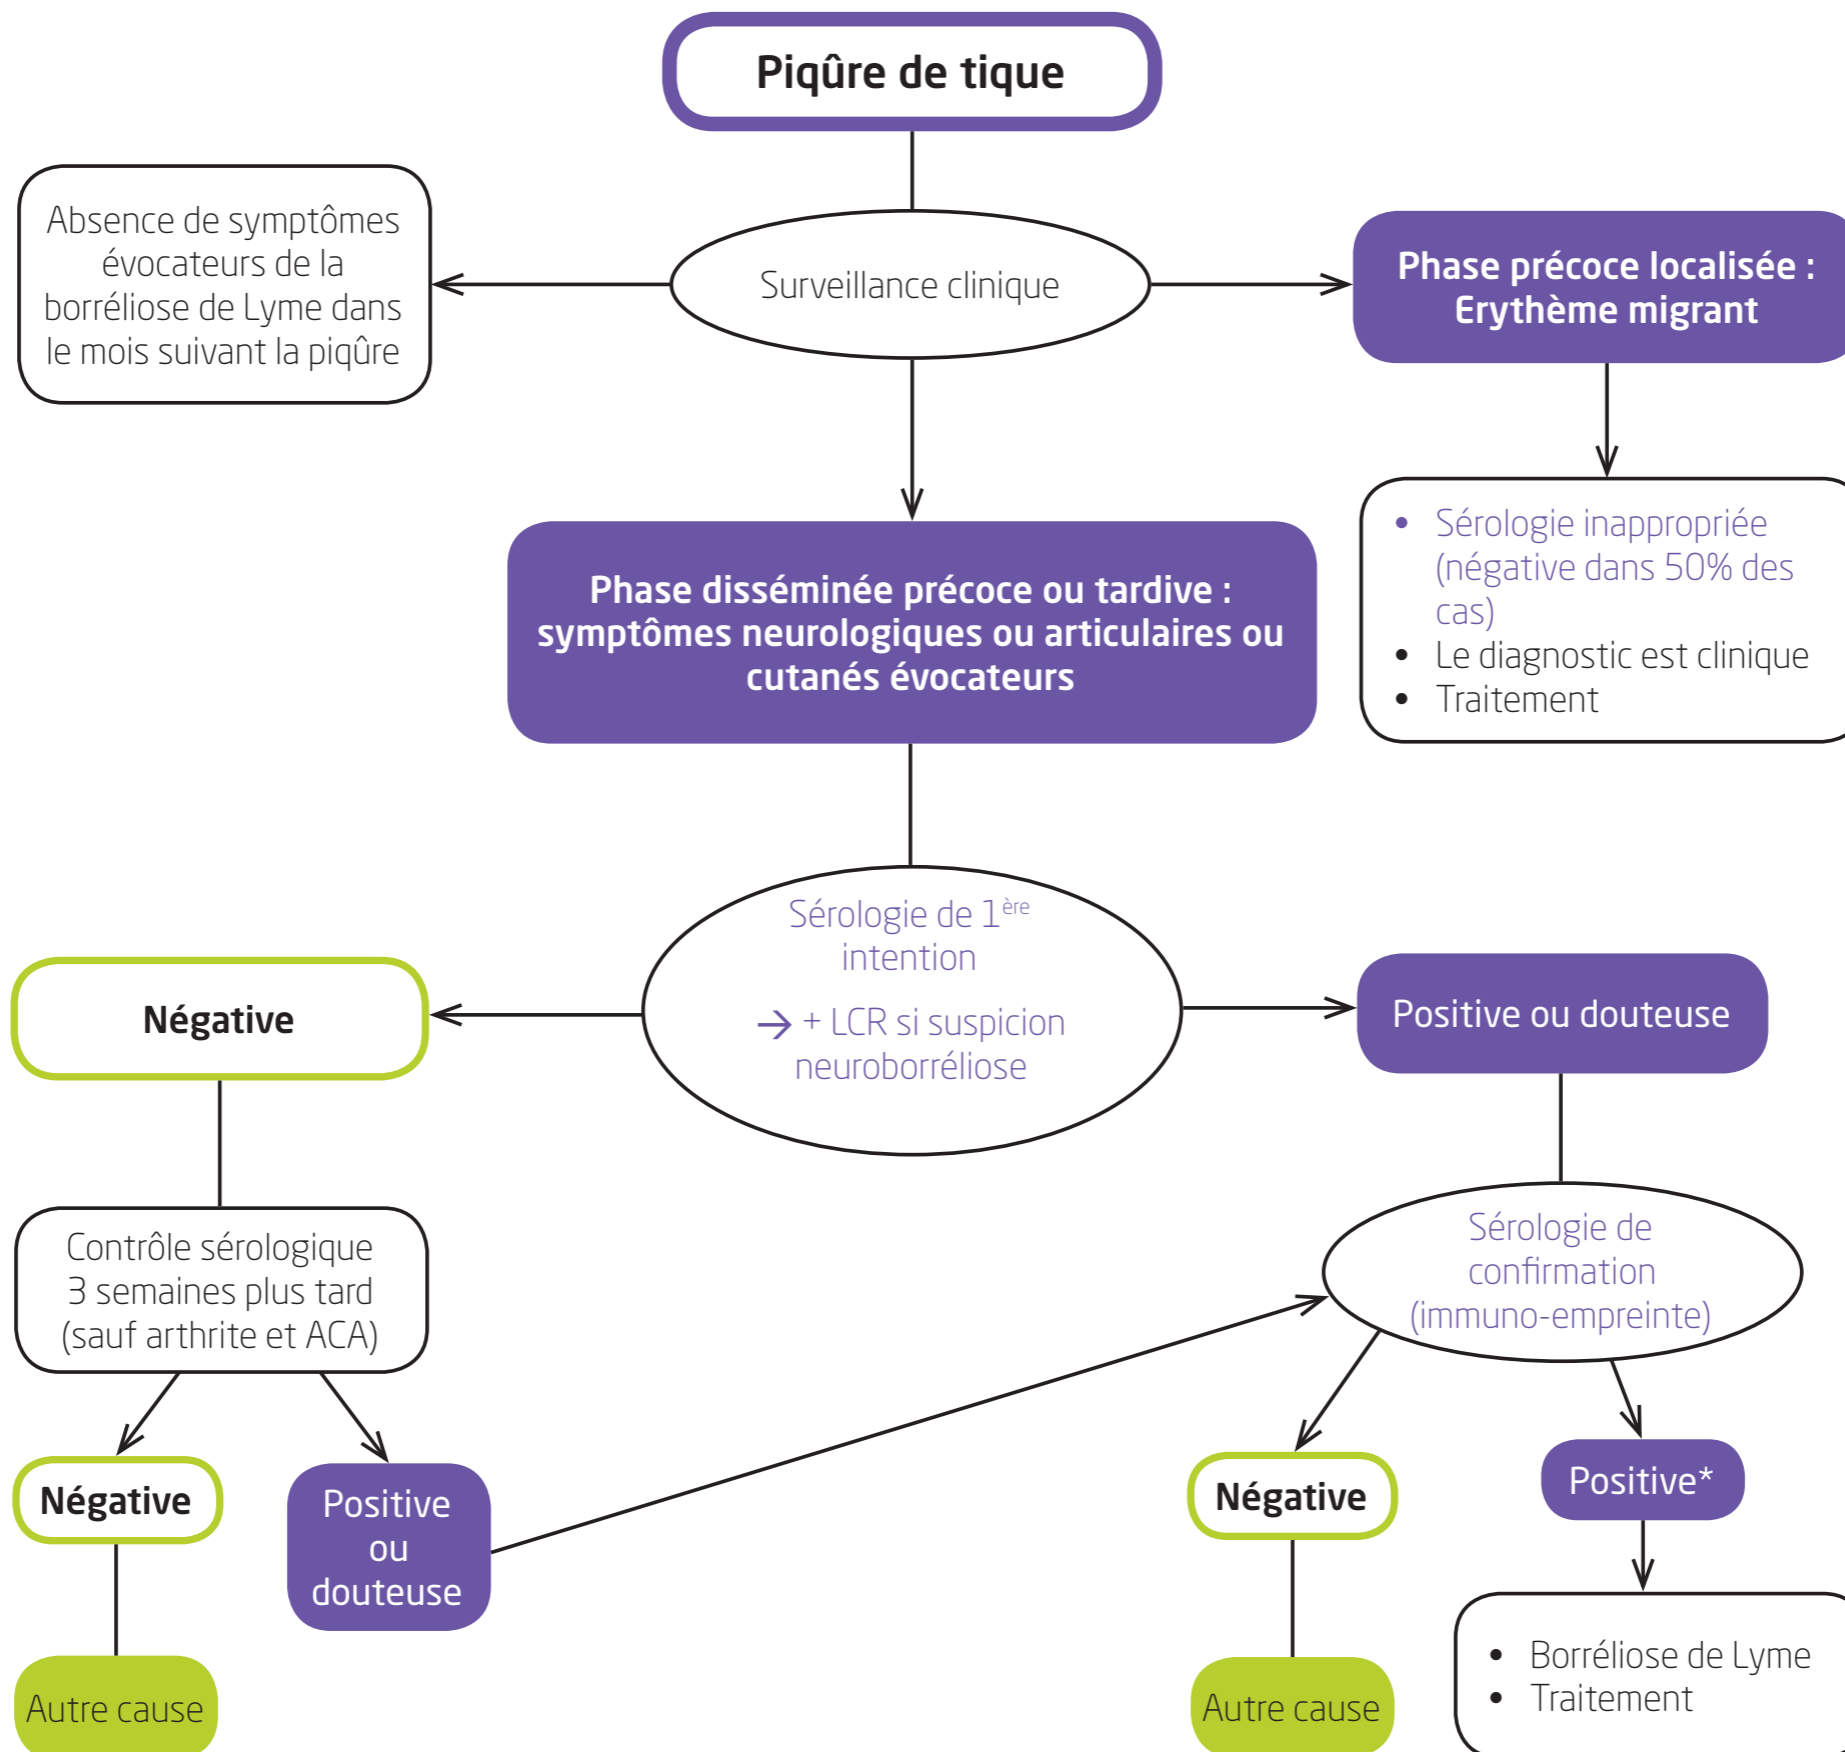 Piqûre de tique
Absence de symptômes
évocateurs de la
borréliose de Lyme dans
le mois suivant la piqûre
Surveillance clinique
Phase précoce localisée :
Erythème migrant
• Sérologie inappropriée
(négative dans 50% des
cas)
• Le diagnostic est clinique
• Traitement
Phase disséminée précoce ou tardive :
symptômes neurologiques ou articulaires ou
cutanés évocateurs
Sérologie de 1ère
intention
→ + LCR si suspicion
neuroborréliose
Négative
Positive ou douteuse
Contrôle sérologique
3 semaines plus tard
(sauf arthrite et ACA)
Sérologie de
confirmation
(immuno-empreinte)
Négative
Positive
ou
douteuse
Négative
Positive*
Autre cause
Autre cause
• Borréliose de Lyme
• Traitement